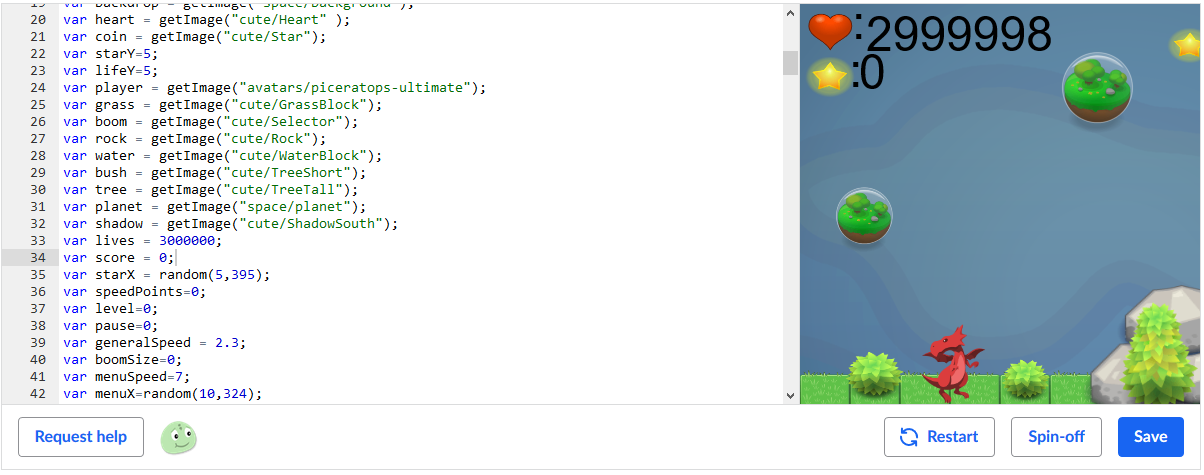 19 var backdrop = getImage("space/background");
20 var heart = getImage("cute/Heart" );
21 var coin = getImage("cute/Star");
22 var starY=5;
23 var lifeY=5;
24 var player = getImage("avatars/piceratops-ultimate");
25 var grass = getImage("cute/GrassBlock");
26 var boom = getImage("cute/Selector");
27 var rock = getImage("cute/Rock");
28 var water = getImage("cute/WaterBlock");
29 var bush = getImage("cute/TreeShort");
30 var tree = getImage("cute/TreeTall");
31 var planet = getImage("space/planet");
32 var shadow = getImage("cute/ShadowSouth");
33 var lives = 3000000;
34 var score = 0;
35 var starX = random(5,395);
36 var speedPoints=0;
37 var level=0;
38 var pause=0;
39 var generalSpeed = 2.3;
40 var boomSize=0;
41 var menuSpeed=7;
42 var menuX=random(10,324);
:2999998
:0
Request help
Restart
Spin-off
Save